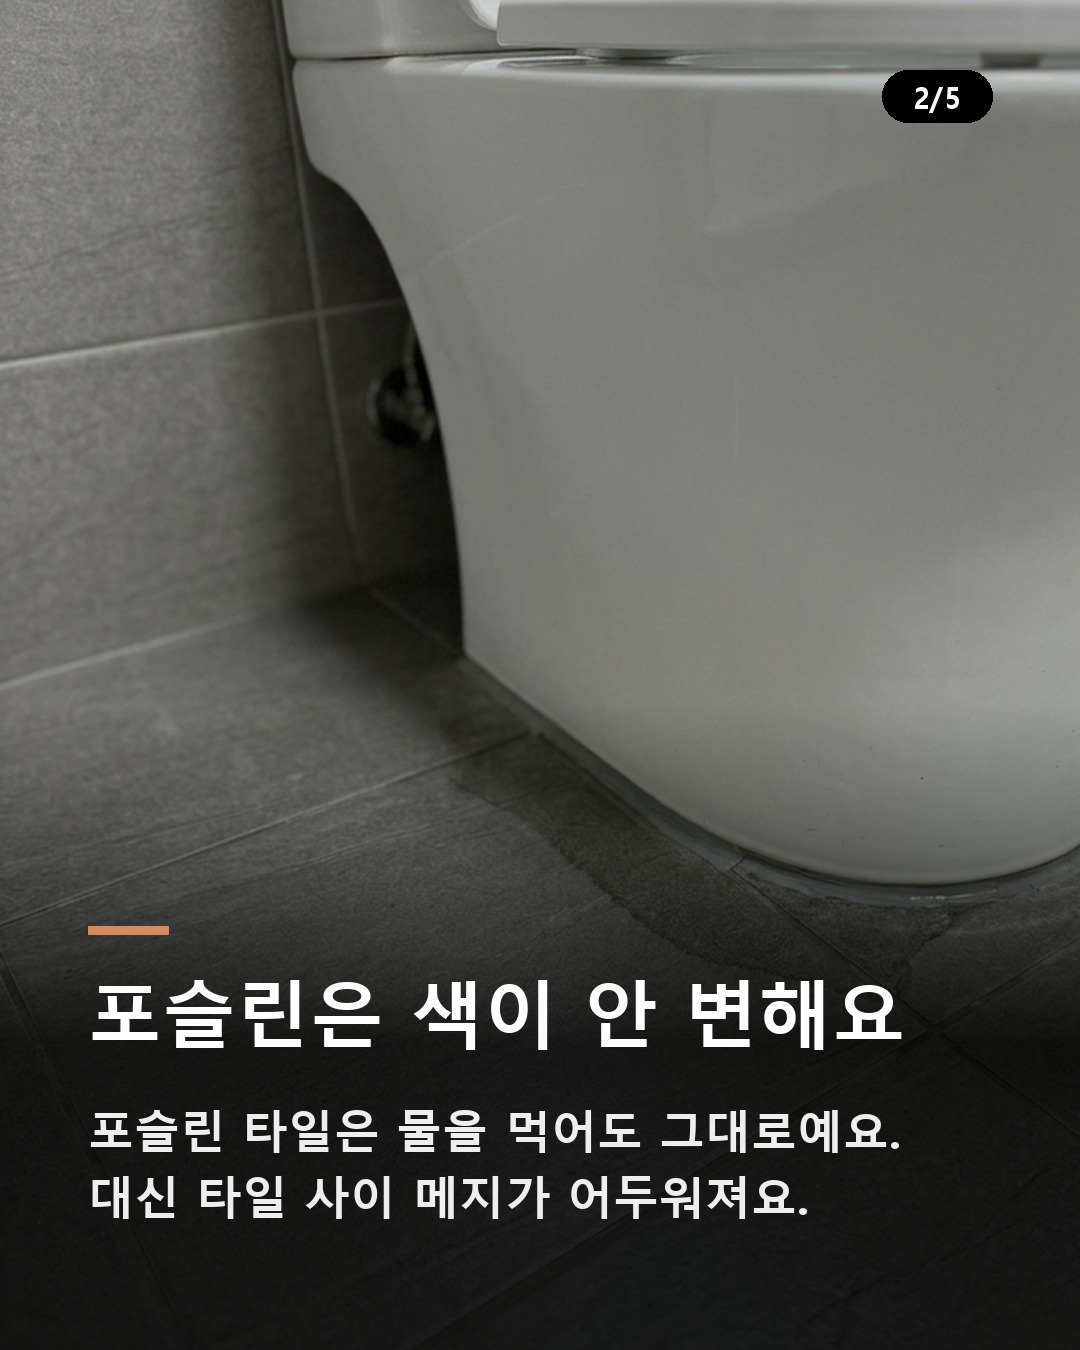 2/5
포슬린은 색이 안 변해요
포슬린 타일은 물을 먹어도 그대로예요.
대신 타일 사이 메지가 어두워져요.